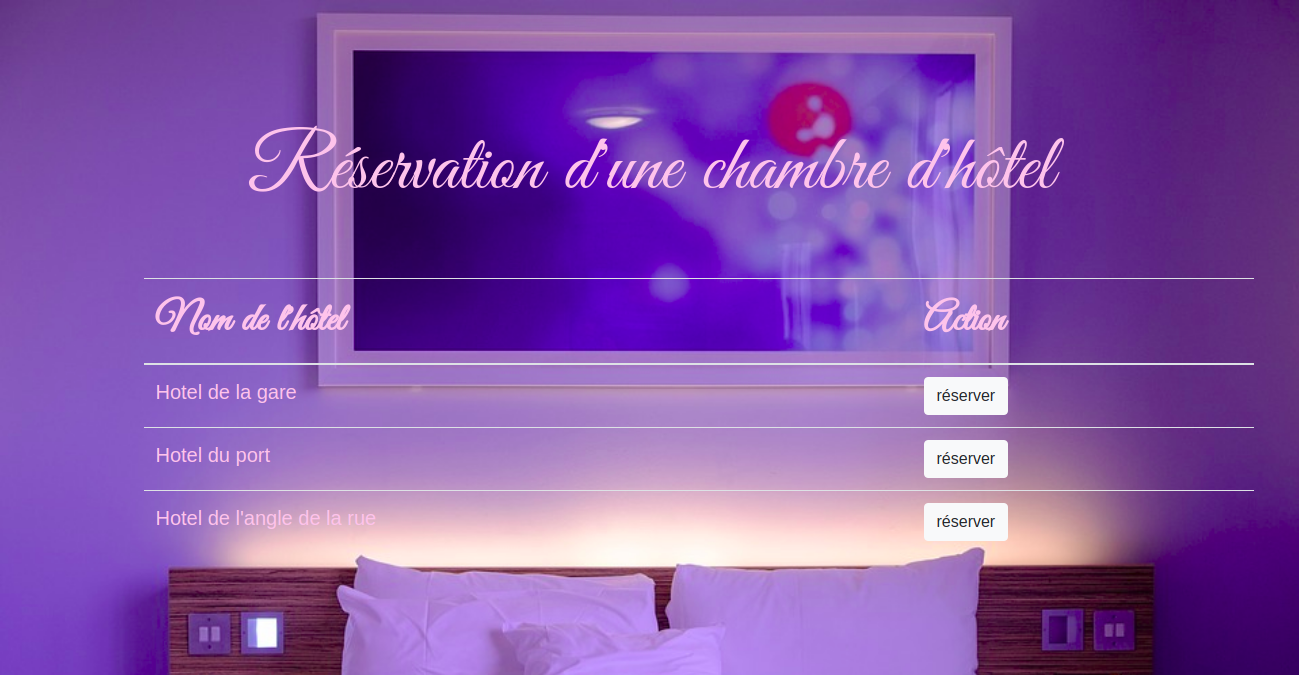 Réservation d'une chambre d'hôtel
Nom de l'hôtel Action
Hotel de la gare réserver
Hotel du port réserver
Hotel de l'angle de la rue réserver